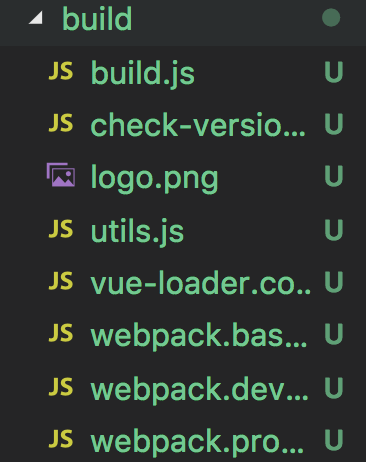 build
JS build.js U
JS check-versio... U
logo.png U
JS utils.js U
JS vue-loader.co.. U
JS webpack.bas... U
JS webpack.dev... U
JS webpack.pro... U